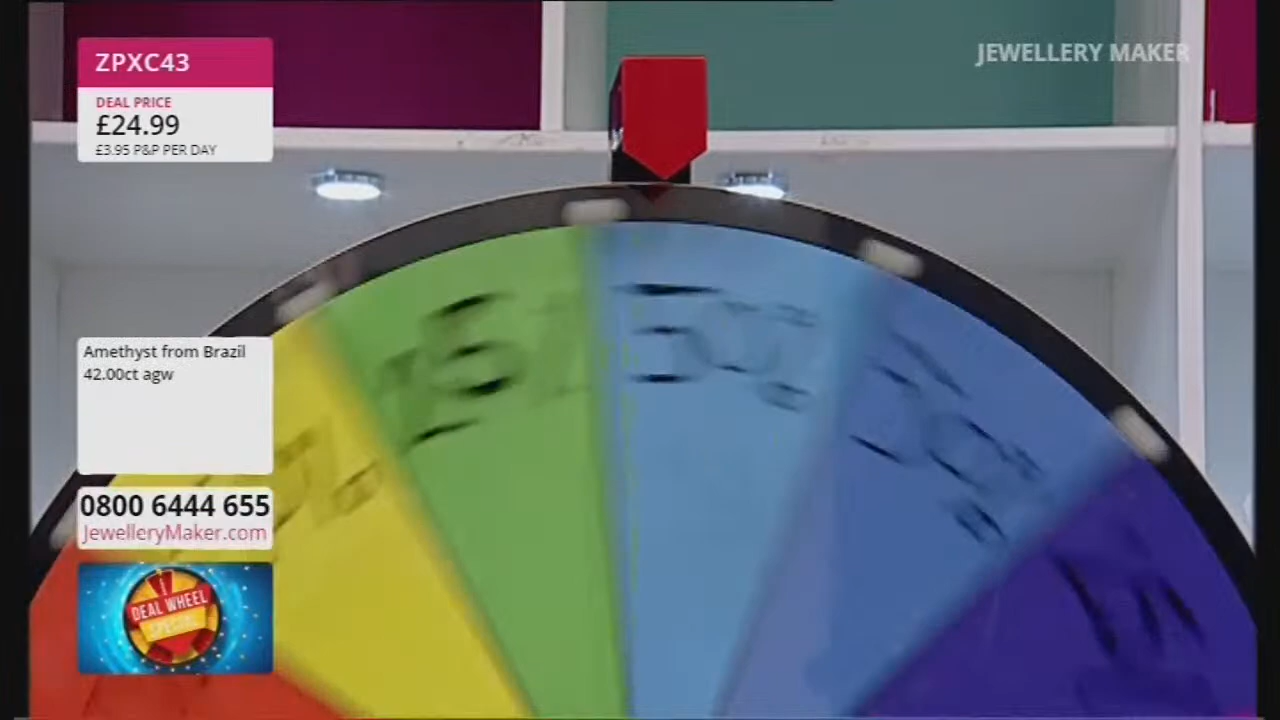 ZPXC43
DEAL PRICE
£24.99
£3.95 P&P PER DAY
JEWELLERY MAKER
Amethyst from Brazil
42.00ct agw
0800 6444 655
JewelleryMaker.com
DEAL WHEEL
SPECIAL